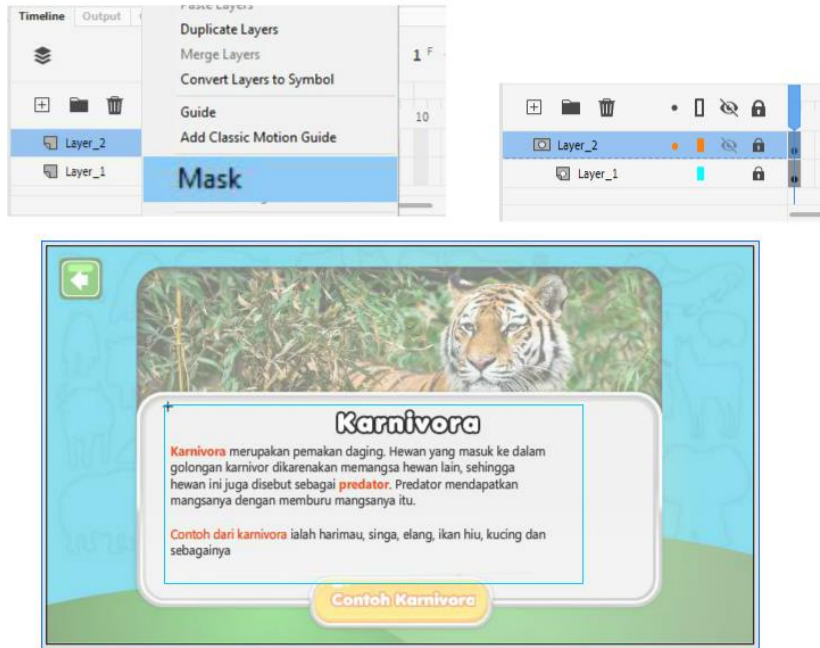 Timeline Output
Paste Layers
Duplicate Layers
Merge Layers
Convert Layers to Symbol
Guide
Add Classic Motion Guide
Mask
1 F
10
Layer_2
Layer_1
Layer_2
Layer_1
Karnivora
Karnivora merupakan pemakan daging. Hewan yang masuk ke dalam
golongan karnivor dikarenakan memangsa hewan lain, sehingga
hewan ini juga disebut sebagai predator. Predator mendapatkan
mangsanya dengan memburu mangsanya itu.
Contoh dari karnivora ialah harimau, singa, elang, ikan hiu, kucing dan
sebagainya
Contoh Karnivora